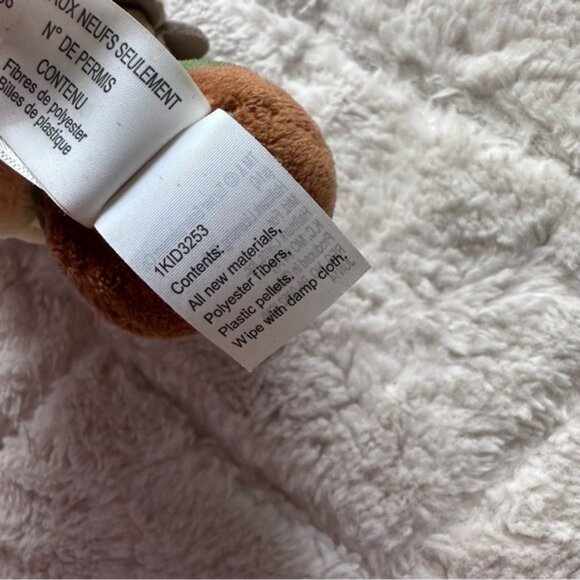 AUX NEUFS SEULEMENT
N° DE PERMIS
CONTENU
Fibres de polyester
Billes de plastique
1KID3253
Contents:
All new materials,
Polyester fibers,
Plastic pellets.
Wipe with damp cloth.